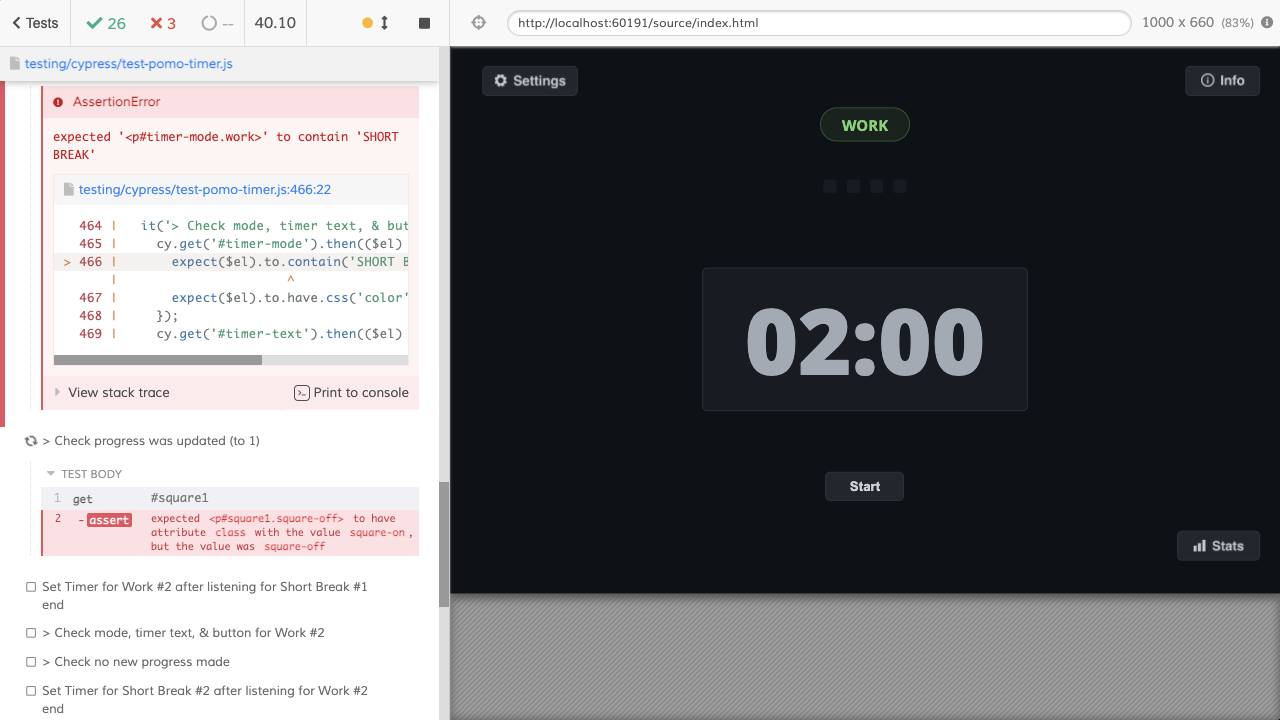 Tests
26
3
--
40.10
http://localhost:60191/source/index.html
1000 x 660 (83%)
testing/cypress/test-pomo-timer.js
AssertionError
expected '<p#timer-mode.work>' to contain 'SHORT
BREAK'
testing/cypress/test-pomo-timer.js:466:22
464 | it('> Check mode, timer text, & but
465 | cy.get('#timer-mode').then(($el)
> 466 | expect($el).to.contain('SHORT B
| ^
467 | expect($el).to.have.css('color'
468 | });
469 | cy.get('#timer-text').then(($el)
View stack trace
Print to console
> Check progress was updated (to 1)
TEST BODY
1 get #square1
2 -assert expected <p#square1.square-off> to have
attribute class with the value square-on,
but the value was square-off
Set Timer for Work #2 after listening for Short Break #1
end
> Check mode, timer text, & button for Work #2
> Check no new progress made
Set Timer for Short Break #2 after listening for Work #2
end
Settings
Info
WORK
02:00
Start
Stats